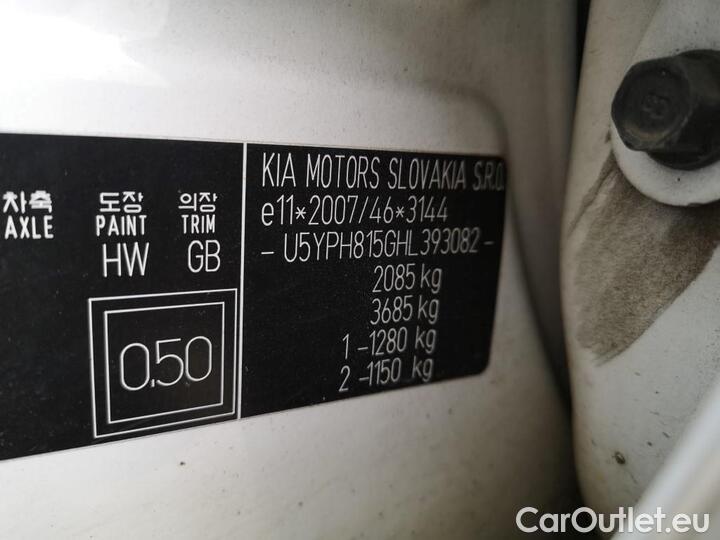 차축 도장 의장
AXLE PAINT TRIM
HW GB
0.50
KIA MOTORS SLOVAKIA S.R.O.
e11*2007/46*3144
- U5YPH815GHL393082 -
2085 kg
3685 kg
1 -1280 kg
2 -1150 kg
CarOutlet.eu